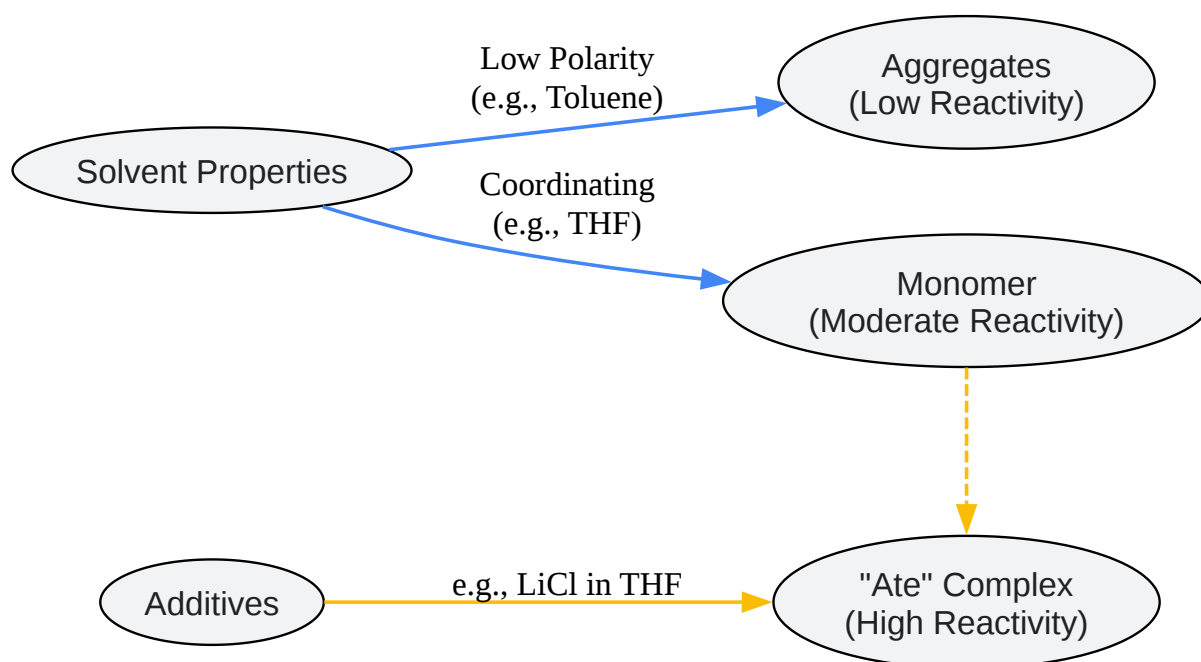 Low Polarity
(e.g., Toluene)
Aggregates
(Low Reactivity)
Solvent Properties
Coordinating
(e.g., THF)
Monomer
(Moderate Reactivity)
Additives
e.g., LiCl in THF
"Ate" Complex
(High Reactivity)